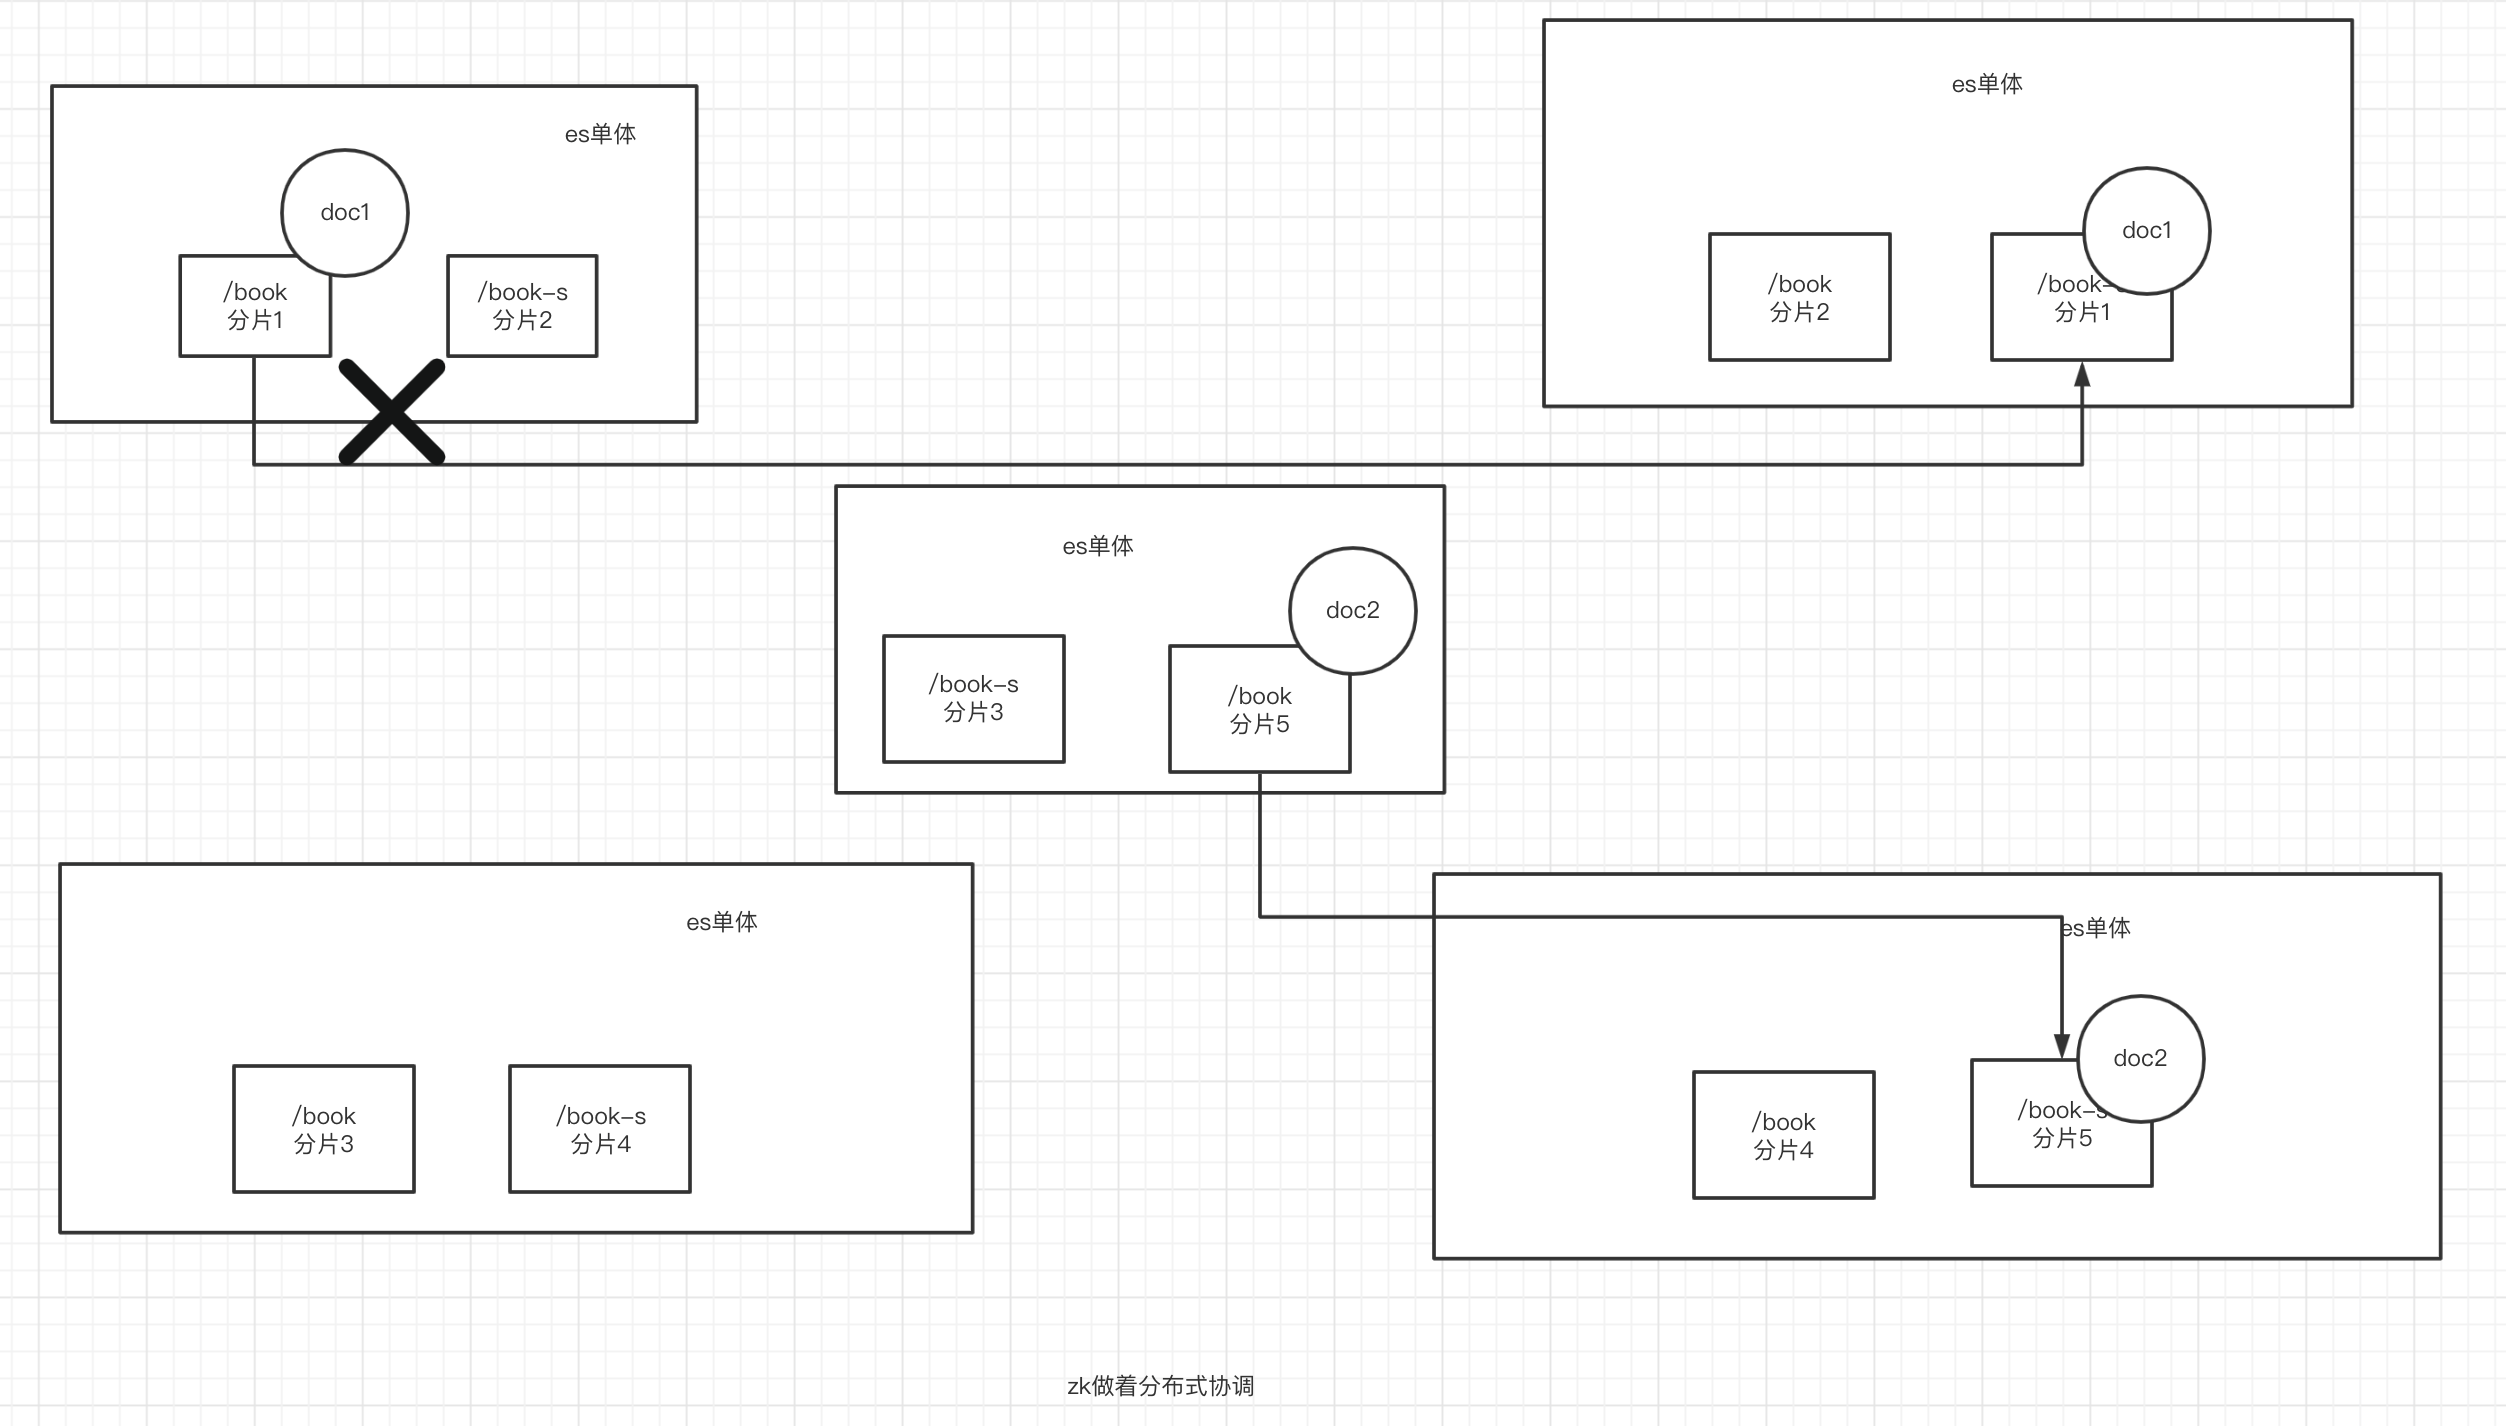 es单体
doc1
/book
分片1
/book-s
分片2
es单体
doc1
/book
分片2
/book-
分片1
es单体
doc2
/book-s
分片3
/book
分片5
es单体
/book
分片3
/book-s
分片4
es单体
doc2
/book
分片4
/book-s
分片5
zk做着分布式协调